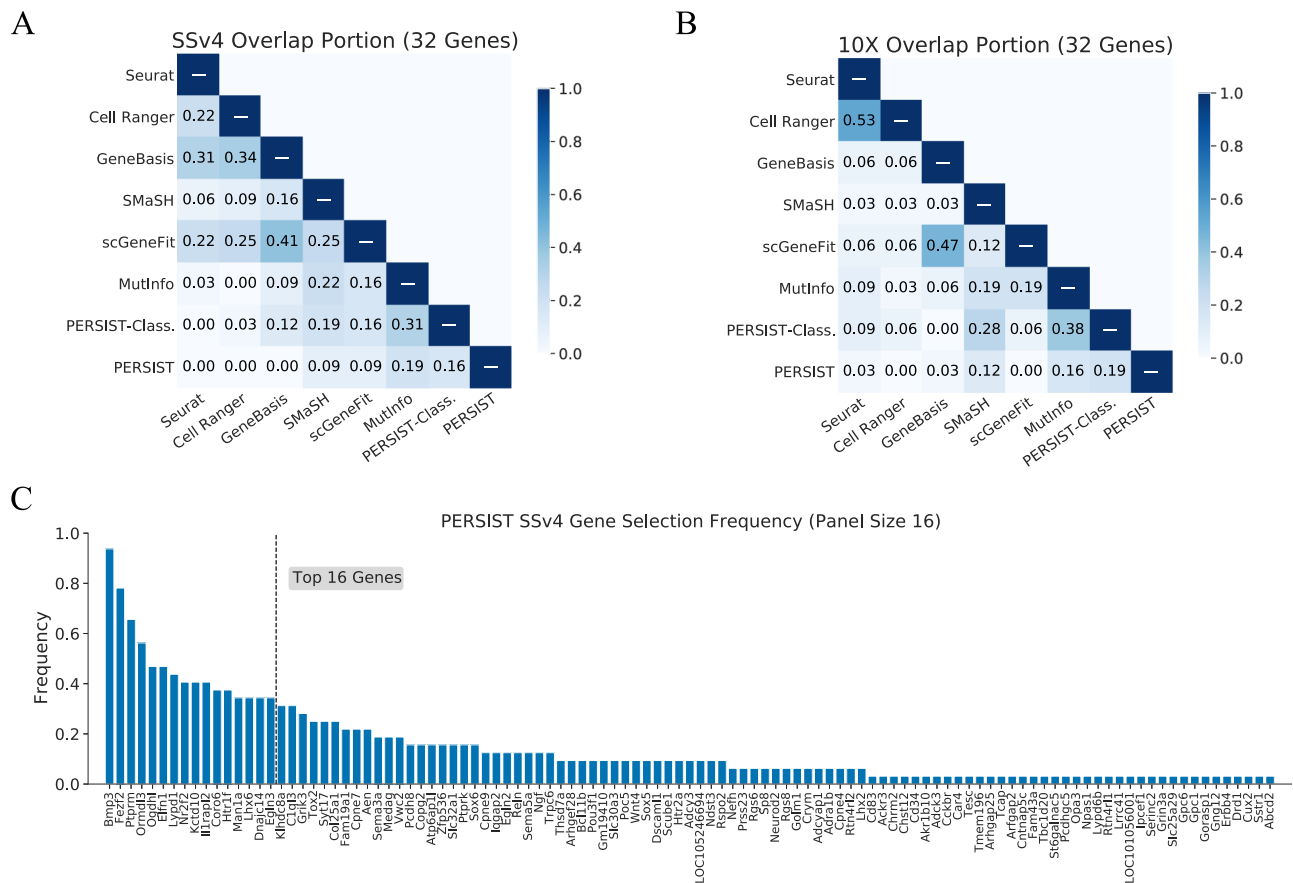 A
SSv4 Overlap Portion (32 Genes)
Seurat —
Cell Ranger 0.22 —
GeneBasis 0.31 0.34 —
SMaSH 0.06 0.09 0.16 —
scGeneFit 0.22 0.25 0.41 0.25 —
MutInfo 0.03 0.00 0.09 0.22 0.16 —
PERSIST-Class. 0.00 0.03 0.12 0.19 0.16 0.31 —
PERSIST 0.00 0.00 0.00 0.09 0.09 0.19 0.16 —
Seurat
Cell Ranger
GeneBasis
SMaSH
scGeneFit
MutInfo
PERSIST-Class.
PERSIST
1.0
0.8
0.6
0.4
0.2
0.0
B
10X Overlap Portion (32 Genes)
Seurat —
Cell Ranger 0.53 —
GeneBasis 0.06 0.06 —
SMaSH 0.03 0.03 0.03 —
scGeneFit 0.06 0.06 0.47 0.12 —
MutInfo 0.09 0.03 0.06 0.19 0.19 —
PERSIST-Class. 0.09 0.06 0.00 0.28 0.06 0.38 —
PERSIST 0.03 0.00 0.03 0.12 0.00 0.16 0.19 —
Seurat
Cell Ranger
GeneBasis
SMaSH
scGeneFit
MutInfo
PERSIST-Class.
PERSIST
1.0
0.8
0.6
0.4
0.2
0.0
C
PERSIST SSv4 Gene Selection Frequency (Panel Size 16)
Top 16 Genes
Frequency
1.0
0.8
0.6
0.4
0.2
0.0
Bmp3
Fezf2
Ptprm
Ormdl3
Ogdhl
Elfn1
Lypd1
Nr2f2
Kctd10
Il1rapl2
Coro6
Htr1f
Man1a
Lhx6
Dnajc14
Egln3
Klhdc8a
C1ql3
Grik3
Tox2
Syt17
Col25a1
Fam19a1
Cpne7
Aen
Sema3a
Medag
Vwc2
Pcdh8
Copg2
Atp6ap1l
Zfp536
Slc32a1
Ptprk
Sox6
Cpne9
Iqgap2
Egln2
Reln
Sema5a
Ngf
Trpc6
Thsd7a
Arhgef28
Bcl11b
Pou3f1
Gm19410
Slc30a3
Poc5
Wnt4
Sox5
Dscaml1
Scube1
Htr2a
Adcy3
LOC105246694
Ndst3
Rspo2
Nefh
Prss23
Rgs6
Sp8
Neurod2
Rgs8
Golm1
Crym
Adcyap1
Adra1b
Cpne4
Rtn4rl2
Lhx2
Cd83
Ackr3
Chrm2
Cd34
Chst12
Adck3
Akr1b10
Cckbr
Car4
Tesc
Tmem196
Arhgap25
Tcap
Arfgap2
Cntnap5c
Fam43a
Tbc1d20
St6galnac5
Pcdhgc5
Opa3
Npas1
Lypd6b
Rtn4rl1
Lrrc41
LOC101056001
Ipcef1
Serinc2
Grin3a
Slc25a29
Gpc6
Gpc1
Gorasp1
Gng2
Erbb4
Drd1
Cux2
Sstr1
Abcd2